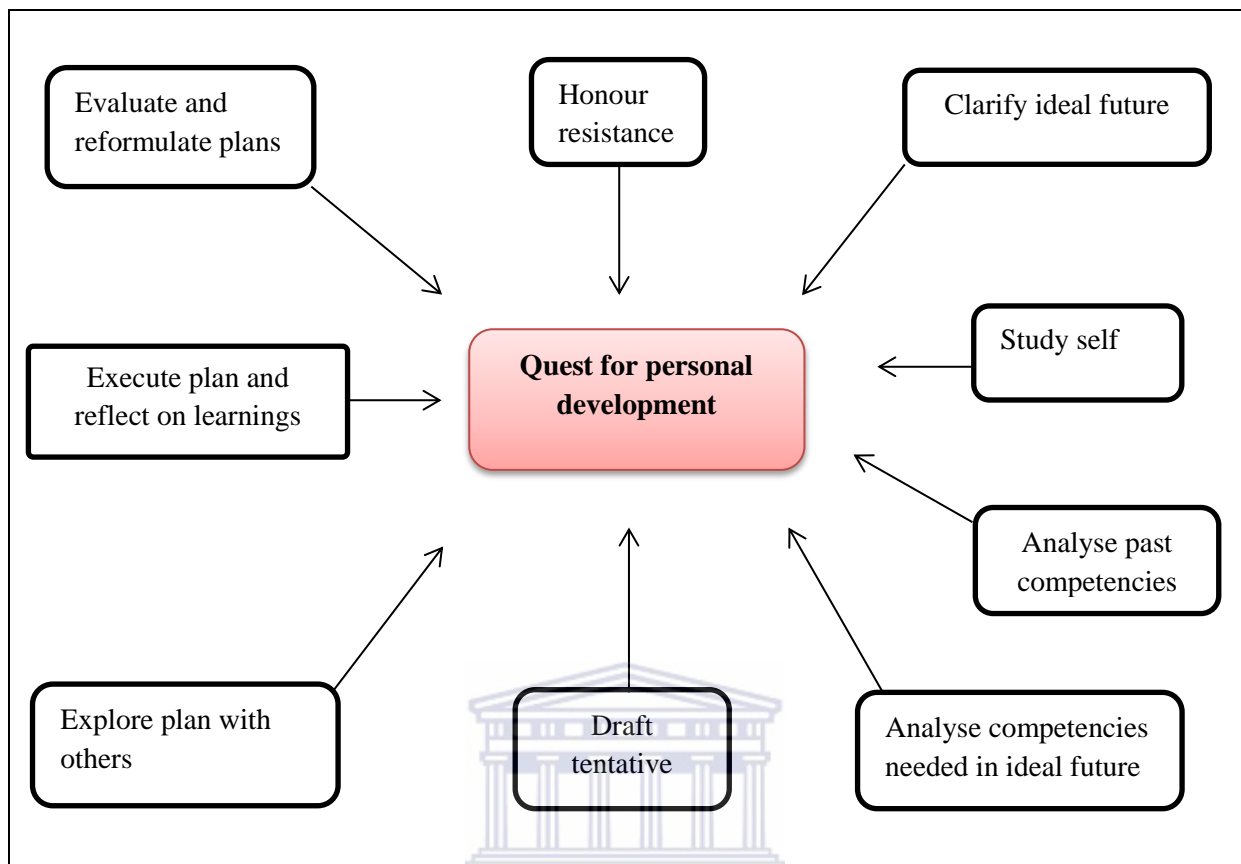 Evaluate and
reformulate plans
Honour
resistance
Clarify ideal future
Study self
Quest for personal
development
Execute plan and
reflect on learnings
Analyse past
competencies
Explore plan with
others
Draft
tentative
Analyse competencies
needed in ideal future